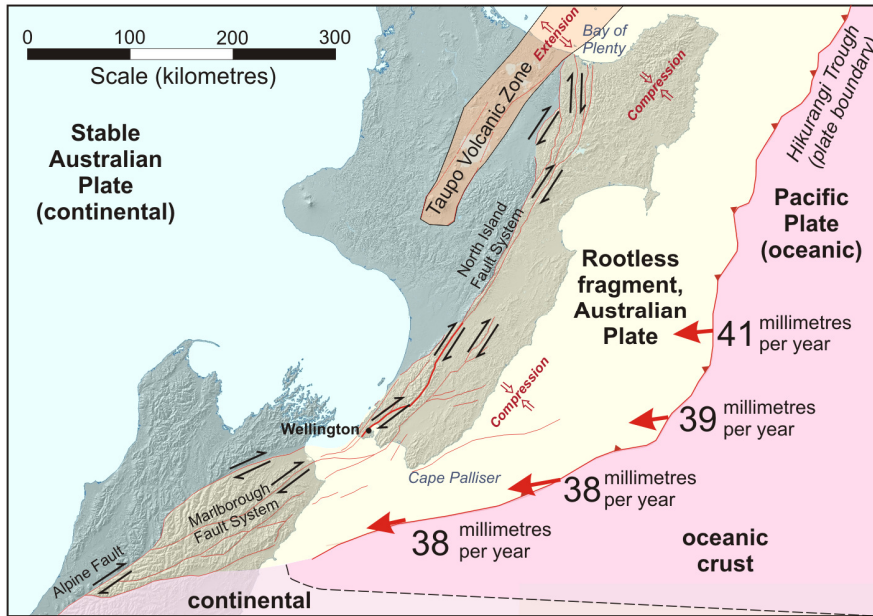 0 100 200 300
Scale (kilometres)
Stable
Australian
Plate
(continental)
Extension
Bay of
Plenty
Compression
Taupo Volcanic Zone
Hikurangi Trough
(plate boundary)
Pacific
Plate
(oceanic)
North Island
Fault System
Rootless
fragment,
Australian
Plate
41 millimetres
per year
Compression
39 millimetres
per year
Wellington
Cape Palliser
38 millimetres
per year
Marlborough
Fault System
38 millimetres
per year
oceanic
crust
Alpine Fault
continental